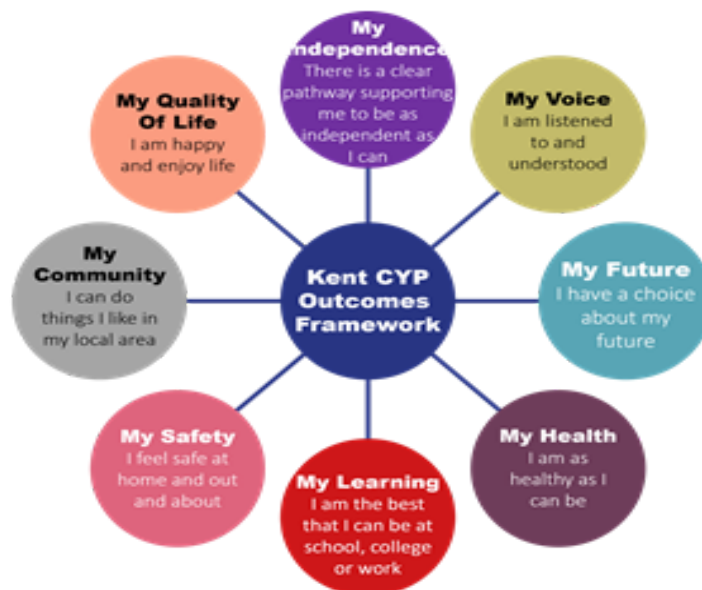 My
Independence
There is a clear
pathway supporting
me to be as
independent as
I can
My Voice
I am listened
to and
understood
My Future
I have a choice
about my
future
My Health
I am as
healthy as I
can be
My Learning
I am the best
that I can be at
school, college
or work
My Safety
I feel safe at
home and out
and about
My
Community
I can do
things I like in
my local area
My Quality
Of Life
I am happy
and enjoy life
Kent CYP
Outcomes
Framework